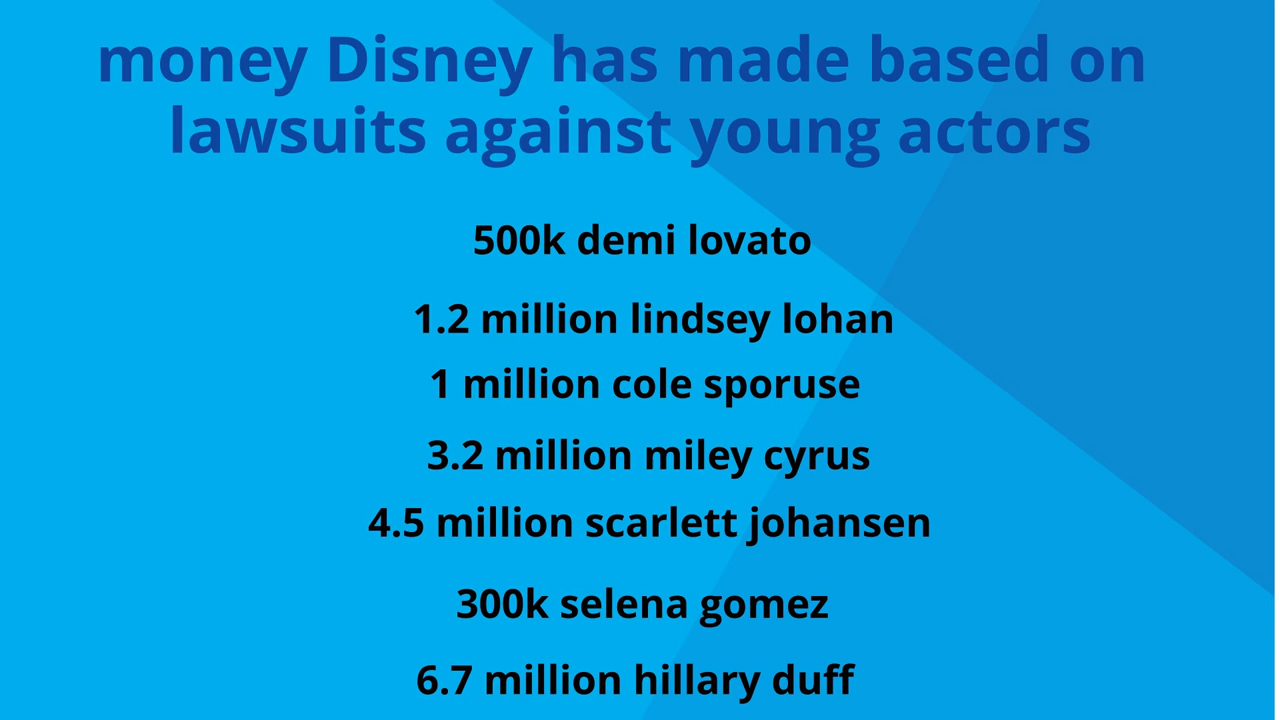 money Disney has made based on
lawsuits against young actors
500k demi lovato
1.2 million lindsey lohan
1 million cole sporuse
3.2 million miley cyrus
4.5 million scarlett johansen
300k selena gomez
6.7 million hillary duff